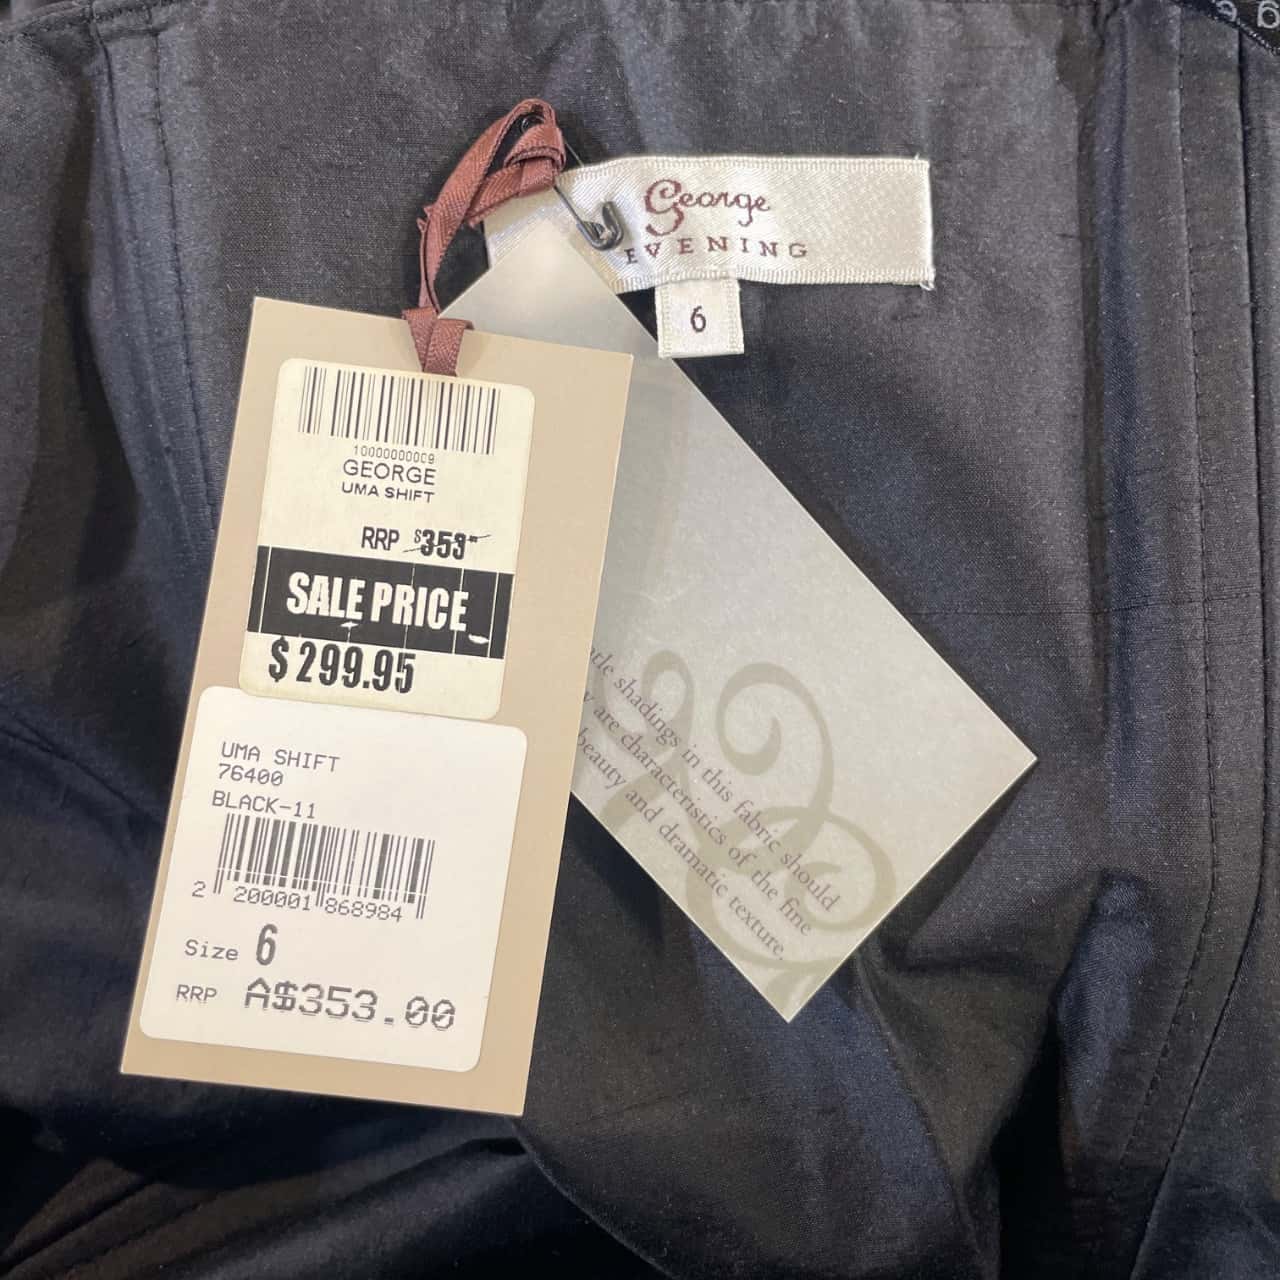 George
EVENING
6
10000000009
GEORGE
UMA SHIFT
RRP $353
SALE PRICE
$299.95
UMA SHIFT
76400
BLACK-11
2 200001 868984
Size 6
RRP A$353.00
shadings in this fabric should
are characteristics of the fine
beauty and dramatic texture.